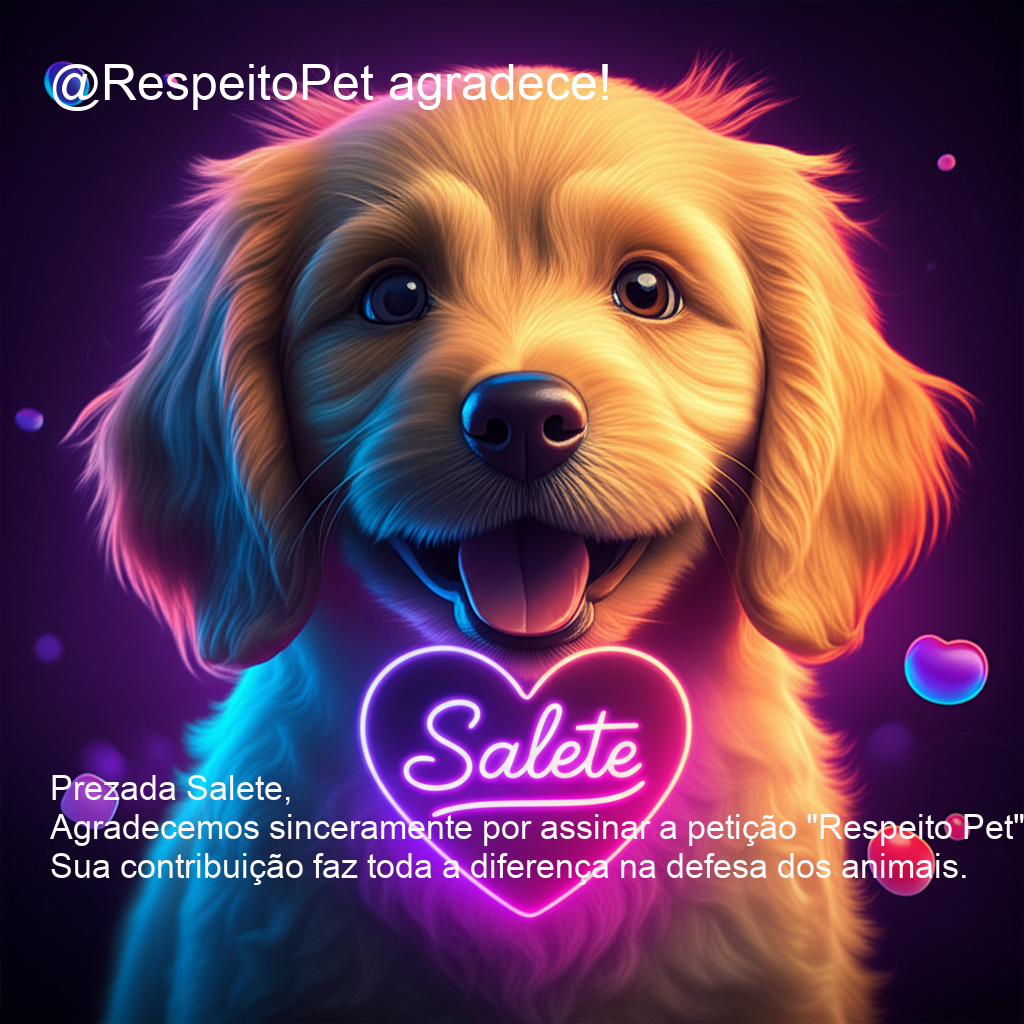 @RespeitoPet agradece!
Salete
Prezada Salete,
Agradecemos sinceramente por assinar a petição "Respeito Pet"
Sua contribuição faz toda a diferença na defesa dos animais.